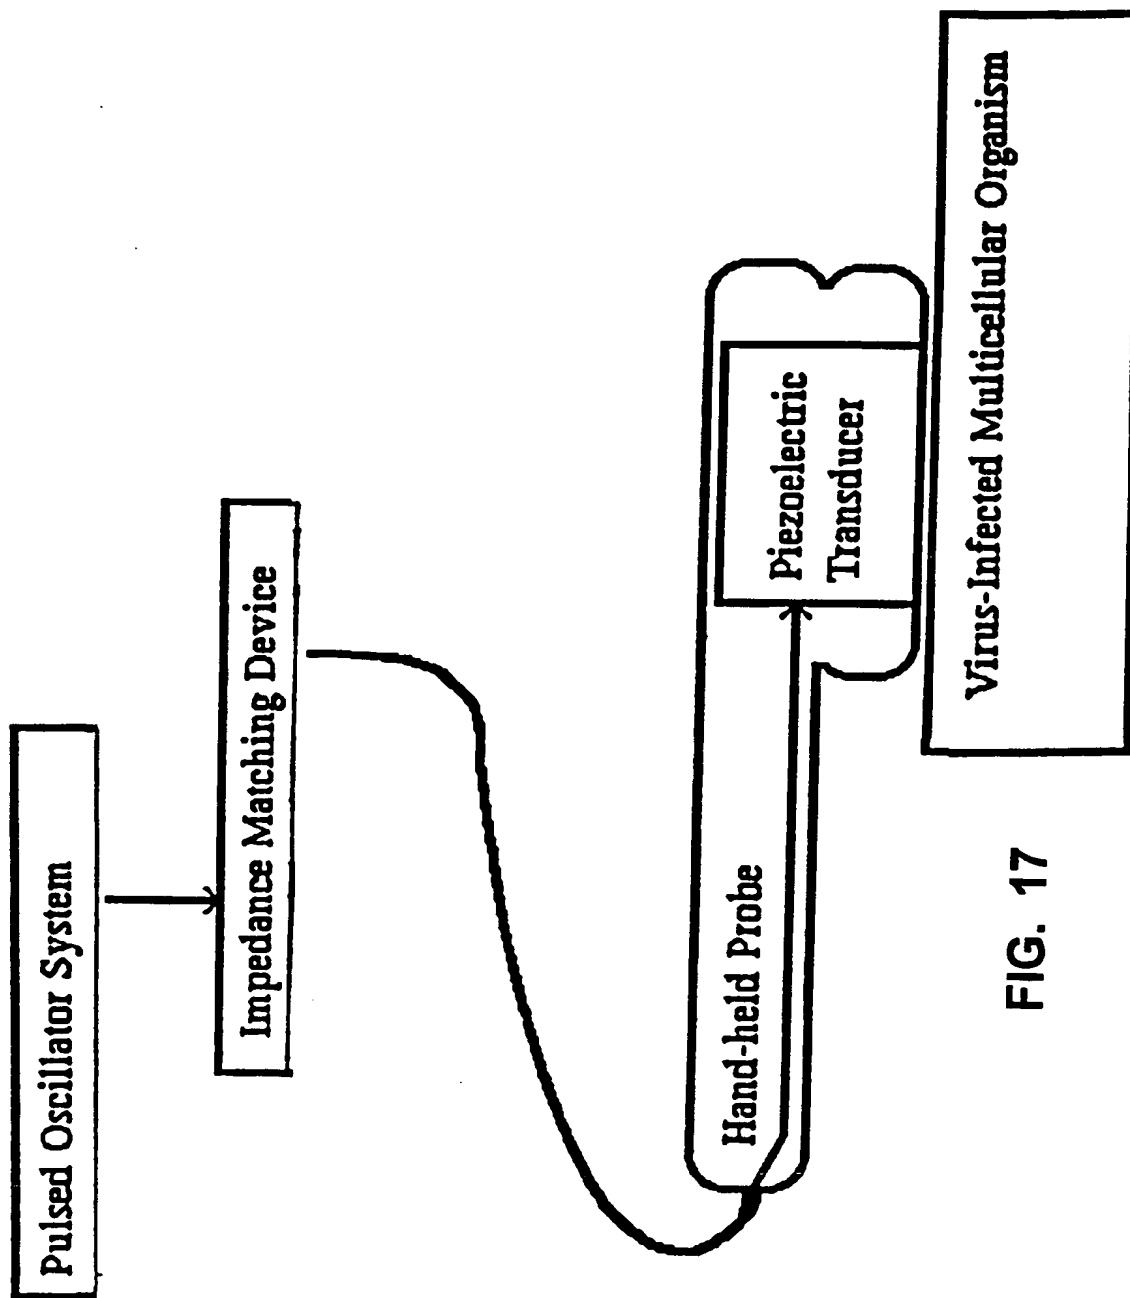 Pulsed Oscillator System
Impedance Matching Device
Hand-held Probe
Piezoelectric
Transducer
Virus-Infected Multicellular Organism
FIG. 17